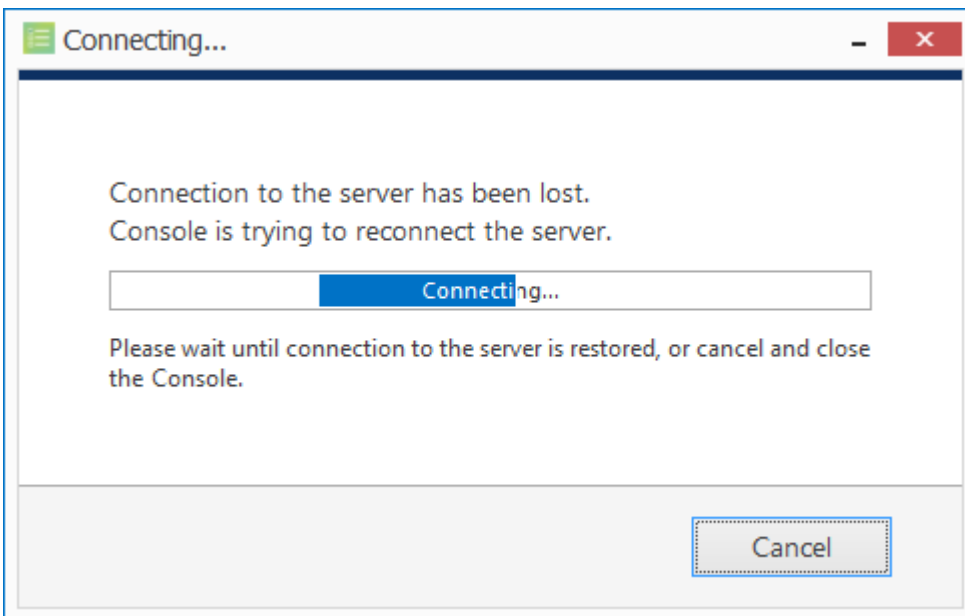 Connecting...
Connection to the server has been lost.
Console is trying to reconnect the server.
Connecting...
Please wait until connection to the server is restored, or cancel and close
the Console.
Cancel